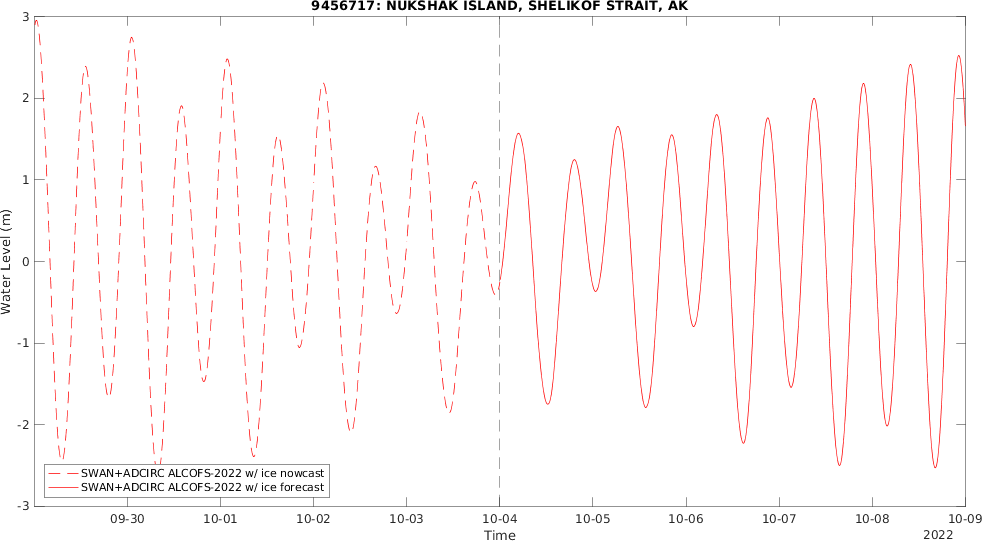 9456717: NUKSHAK ISLAND, SHELIKOF STRAIT, AK
3
2
1
0
-1
-2
-3
Water Level (m)
SWAN+ADCIRC ALCOFS-2022 w/ ice nowcast
SWAN+ADCIRC ALCOFS-2022 w/ ice forecast
09-30 10-01 10-02 10-03 10-04 10-05 10-06 10-07 10-08 10-09
Time
2022